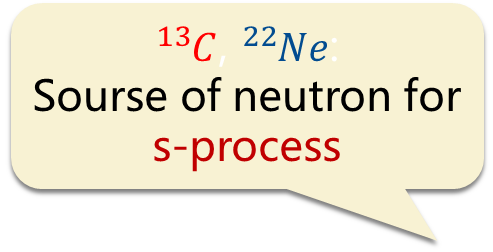 ¹³C, ²²Ne:
Sourse of neutron for
s-process